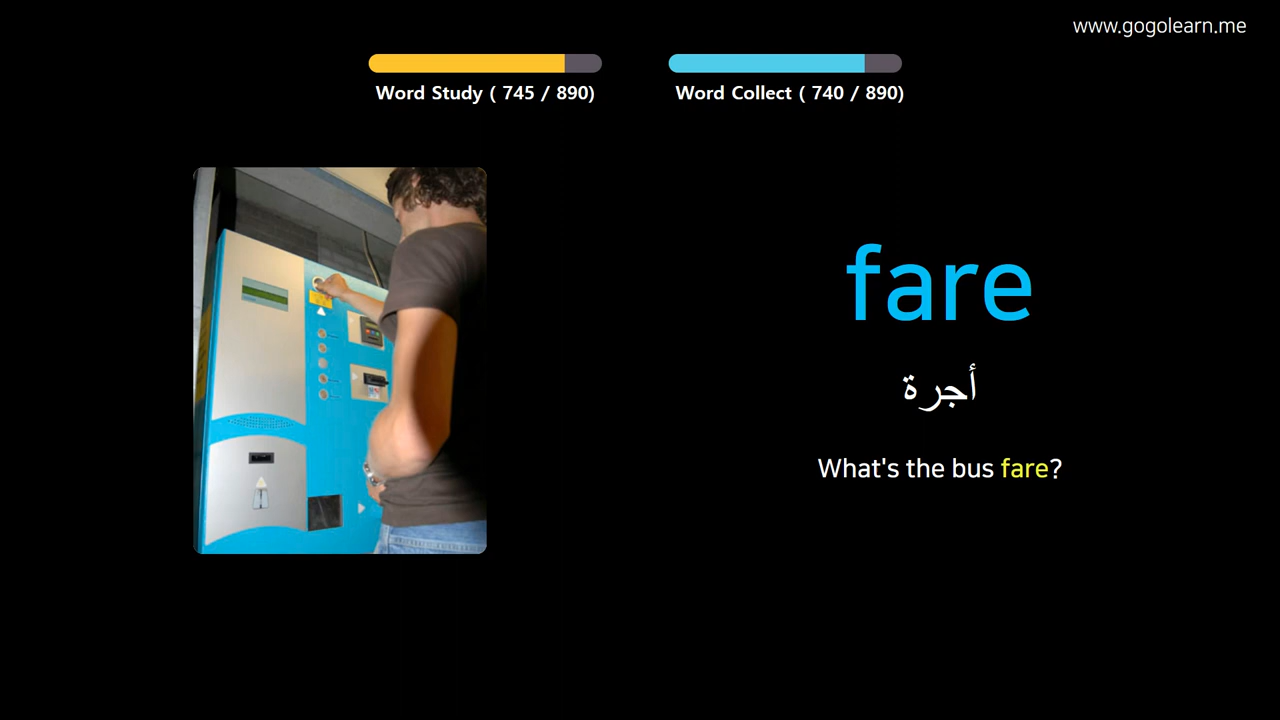 www.gogolearn.me
Word Study ( 745 / 890)
Word Collect ( 740 / 890)
fare
أجرة
What's the bus fare?